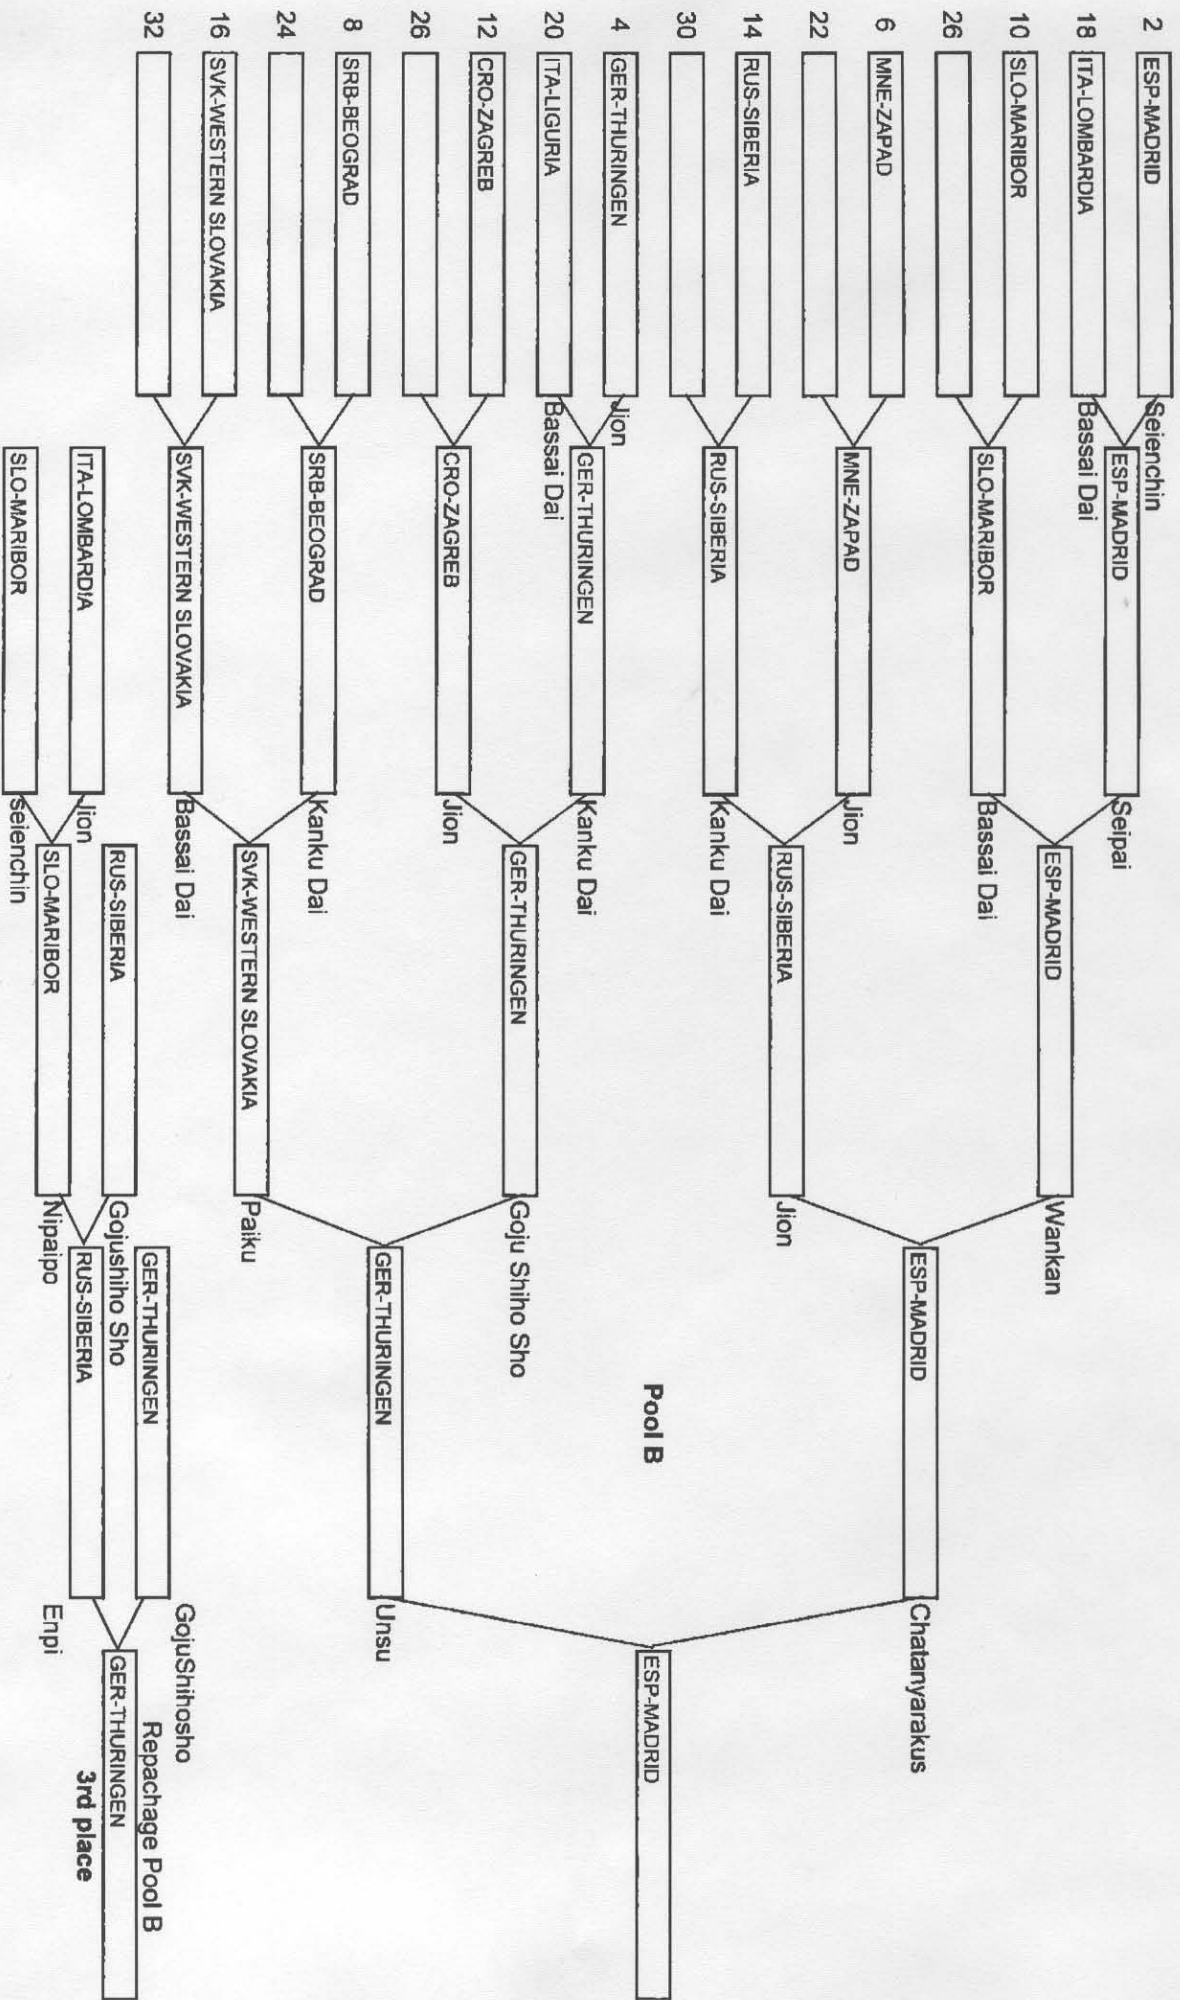 2 ESP-MADRID
Seienchin
18 ITA-LOMBARDIA
Bassai Dai
10 SLO-MARIBOR
26
6 MNE-ZAPAD
22
14 RUS-SIBERIA
30
4 GER-THURINGEN
Jion
20 ITA-LIGURIA
Bassai Dai
12 CRO-ZAGREB
26
8 SRB-BEOGRAD
24
16 SVK-WESTERN SLOVAKIA
32
ESP-MADRID
Seipai
SLO-MARIBOR
Bassai Dai
MNE-ZAPAD
Jion
RUS-SIBERIA
Kanku Dai
GER-THURINGEN
Kanku Dai
CRO-ZAGREB
Jion
SRB-BEOGRAD
Kanku Dai
SVK-WESTERN SLOVAKIA
Bassai Dai
ESP-MADRID
Wankan
RUS-SIBERIA
Jion
GER-THURINGEN
Goju Shiho Sho
SVK-WESTERN SLOVAKIA
Paiku
Pool B
ESP-MADRID
Chatanyarakus
GER-THURINGEN
Unsu
ESP-MADRID
ITA-LOMBARDIA
Jion
SLO-MARIBOR
Seienchin
RUS-SIBERIA
Gojushiho Sho
SLO-MARIBOR
Nipaipo
GER-THURINGEN
GojuShihosho
RUS-SIBERIA
Enpi
Repachage Pool B
GER-THURINGEN
3rd place